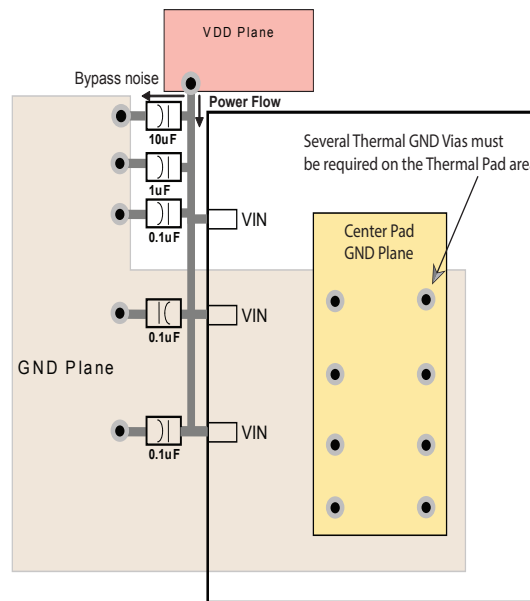 VDD Plane
Bypass noise
Power Flow
10uF
Several Thermal GND Vias must
be required on the Thermal Pad are
1uF
0.1uF
VIN
Center Pad
GND Plane
VIN
0.1uF
GND Plane
VIN
0.1uF